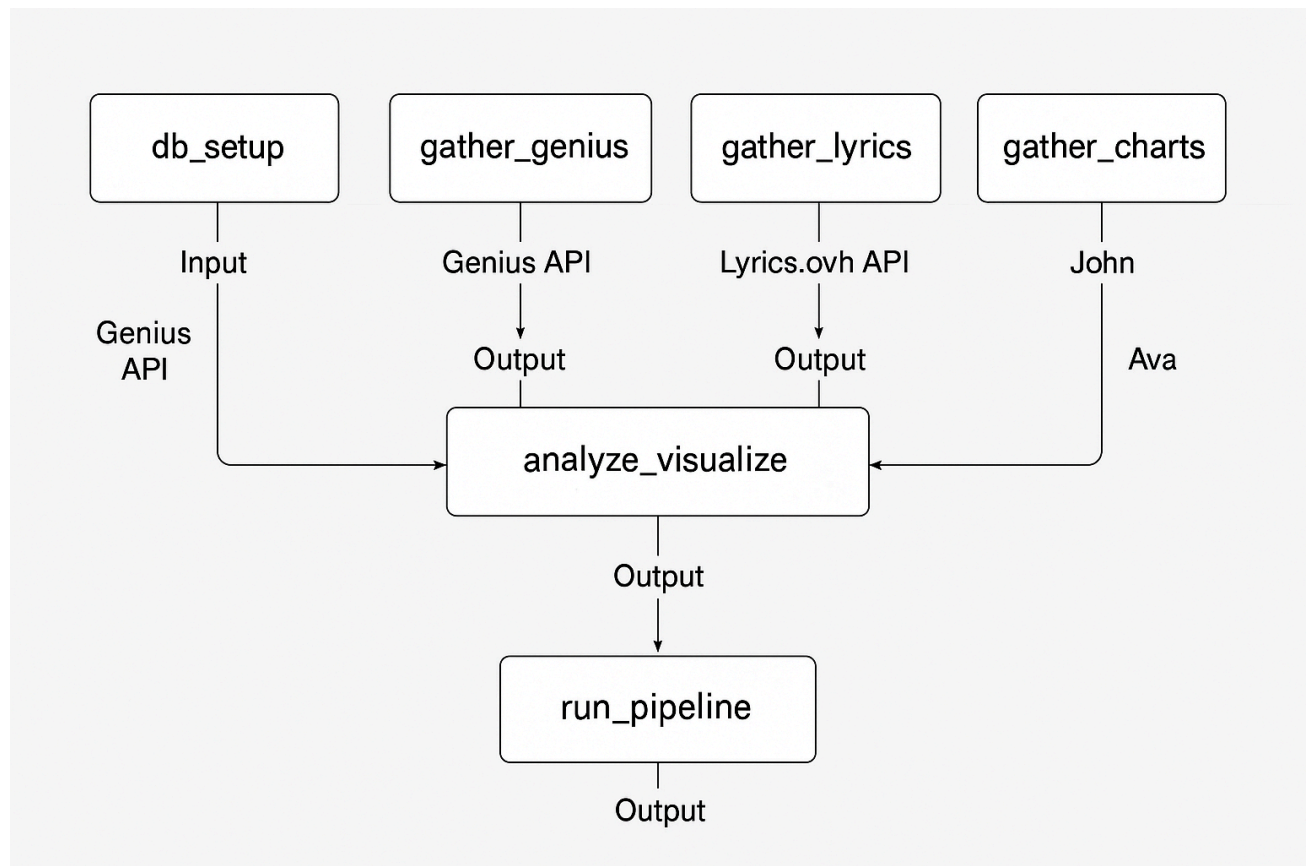 db_setup
gather_genius
gather_lyrics
gather_charts
Input
Genius API
Lyrics.ovh API
John
Genius
API
Output
Output
Ava
analyze_visualize
Output
run_pipeline
Output